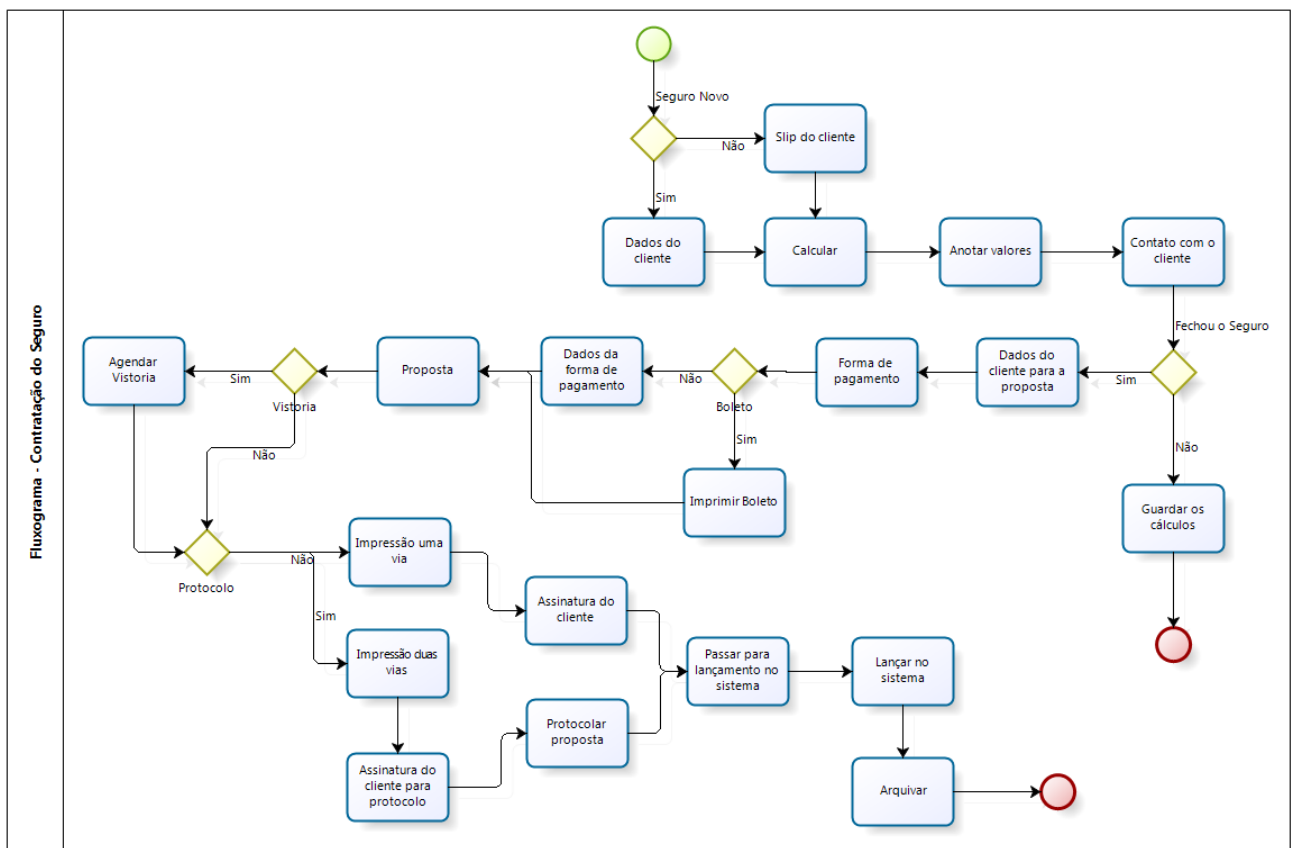 Fluxograma - Contratação do Seguro
Seguro Novo
Não
Slip do cliente
Sim
Dados do
cliente
Calcular
Anotar valores
Contato com o
cliente
Fechou o Seguro
Sim
Não
Guardar os
cálculos
Dados do
cliente para a
proposta
Forma de
pagamento
Boleto
Não
Sim
Imprimir Boleto
Dados da
forma de
pagamento
Proposta
Vistoria
Sim
Não
Agendar
Vistoria
Protocolo
Não
Sim
Impressão uma
via
Assinatura do
cliente
Impressão duas
vias
Assinatura do
cliente para
protocolo
Protocolar
proposta
Passar para
lançamento no
sistema
Lançar no
sistema
Arquivar